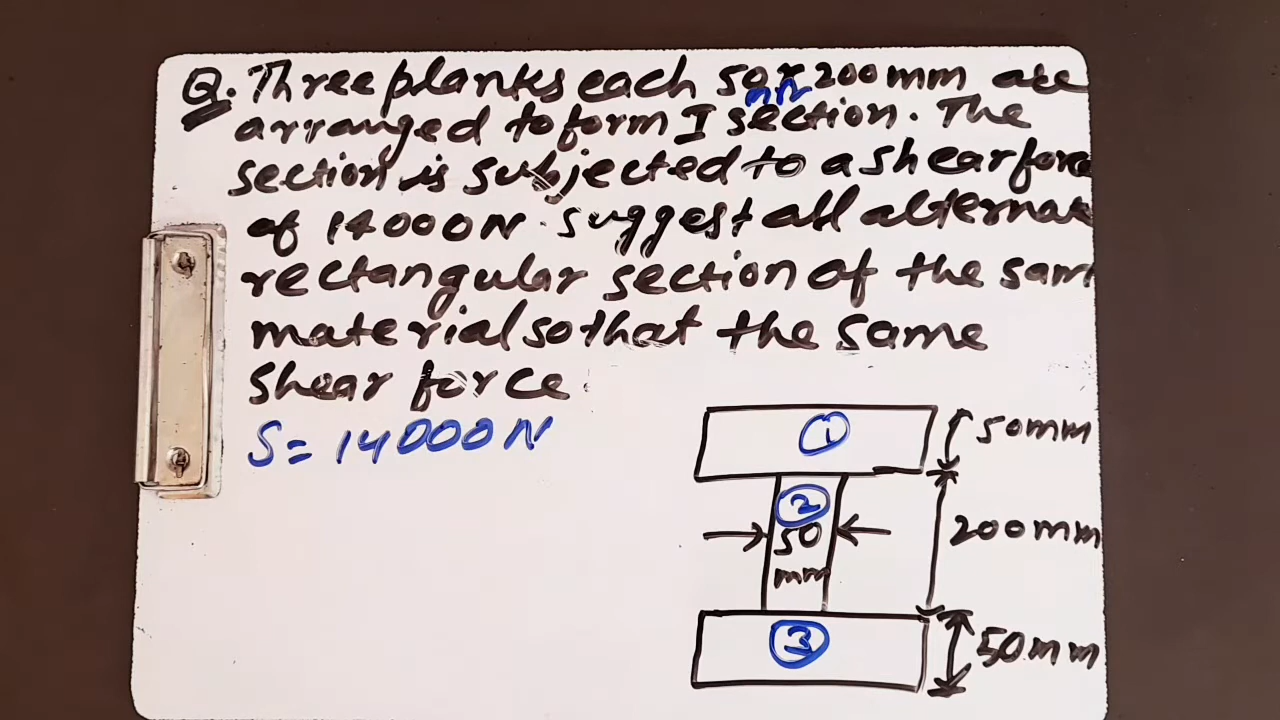 Q. Three planks each 50 x 200 mm are
mm
arranged to form I section. The
section is subjected to a shear force
of 14000N. suggest all alternate
rectangular section of the same
material so that the same
Shear force.
S = 14000N
1
50mm
2
50
mm
200mm
3
50mm